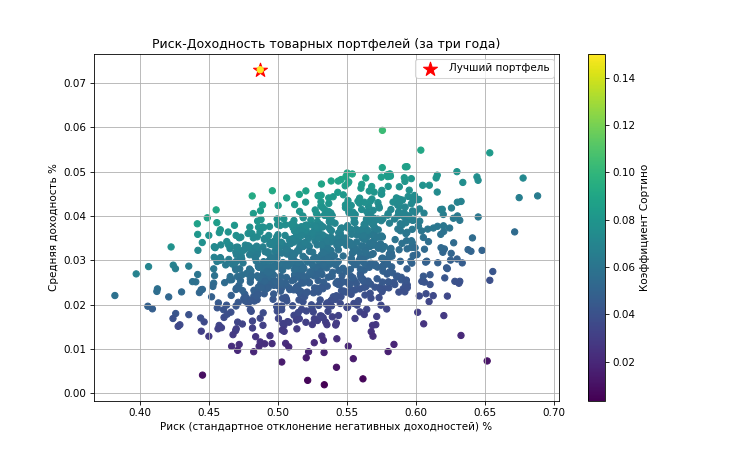 Риск-Доходность товарных портфелей (за три года)
Лучший портфель
Средняя доходность %
0.07
0.06
0.05
0.04
0.03
0.02
0.01
0.00
0.40 0.45 0.50 0.55 0.60 0.65 0.70
Риск (стандартное отклонение негативных доходностей) %
0.14
0.12
0.10
0.08
0.06
0.04
0.02
Коэффициент Сортино